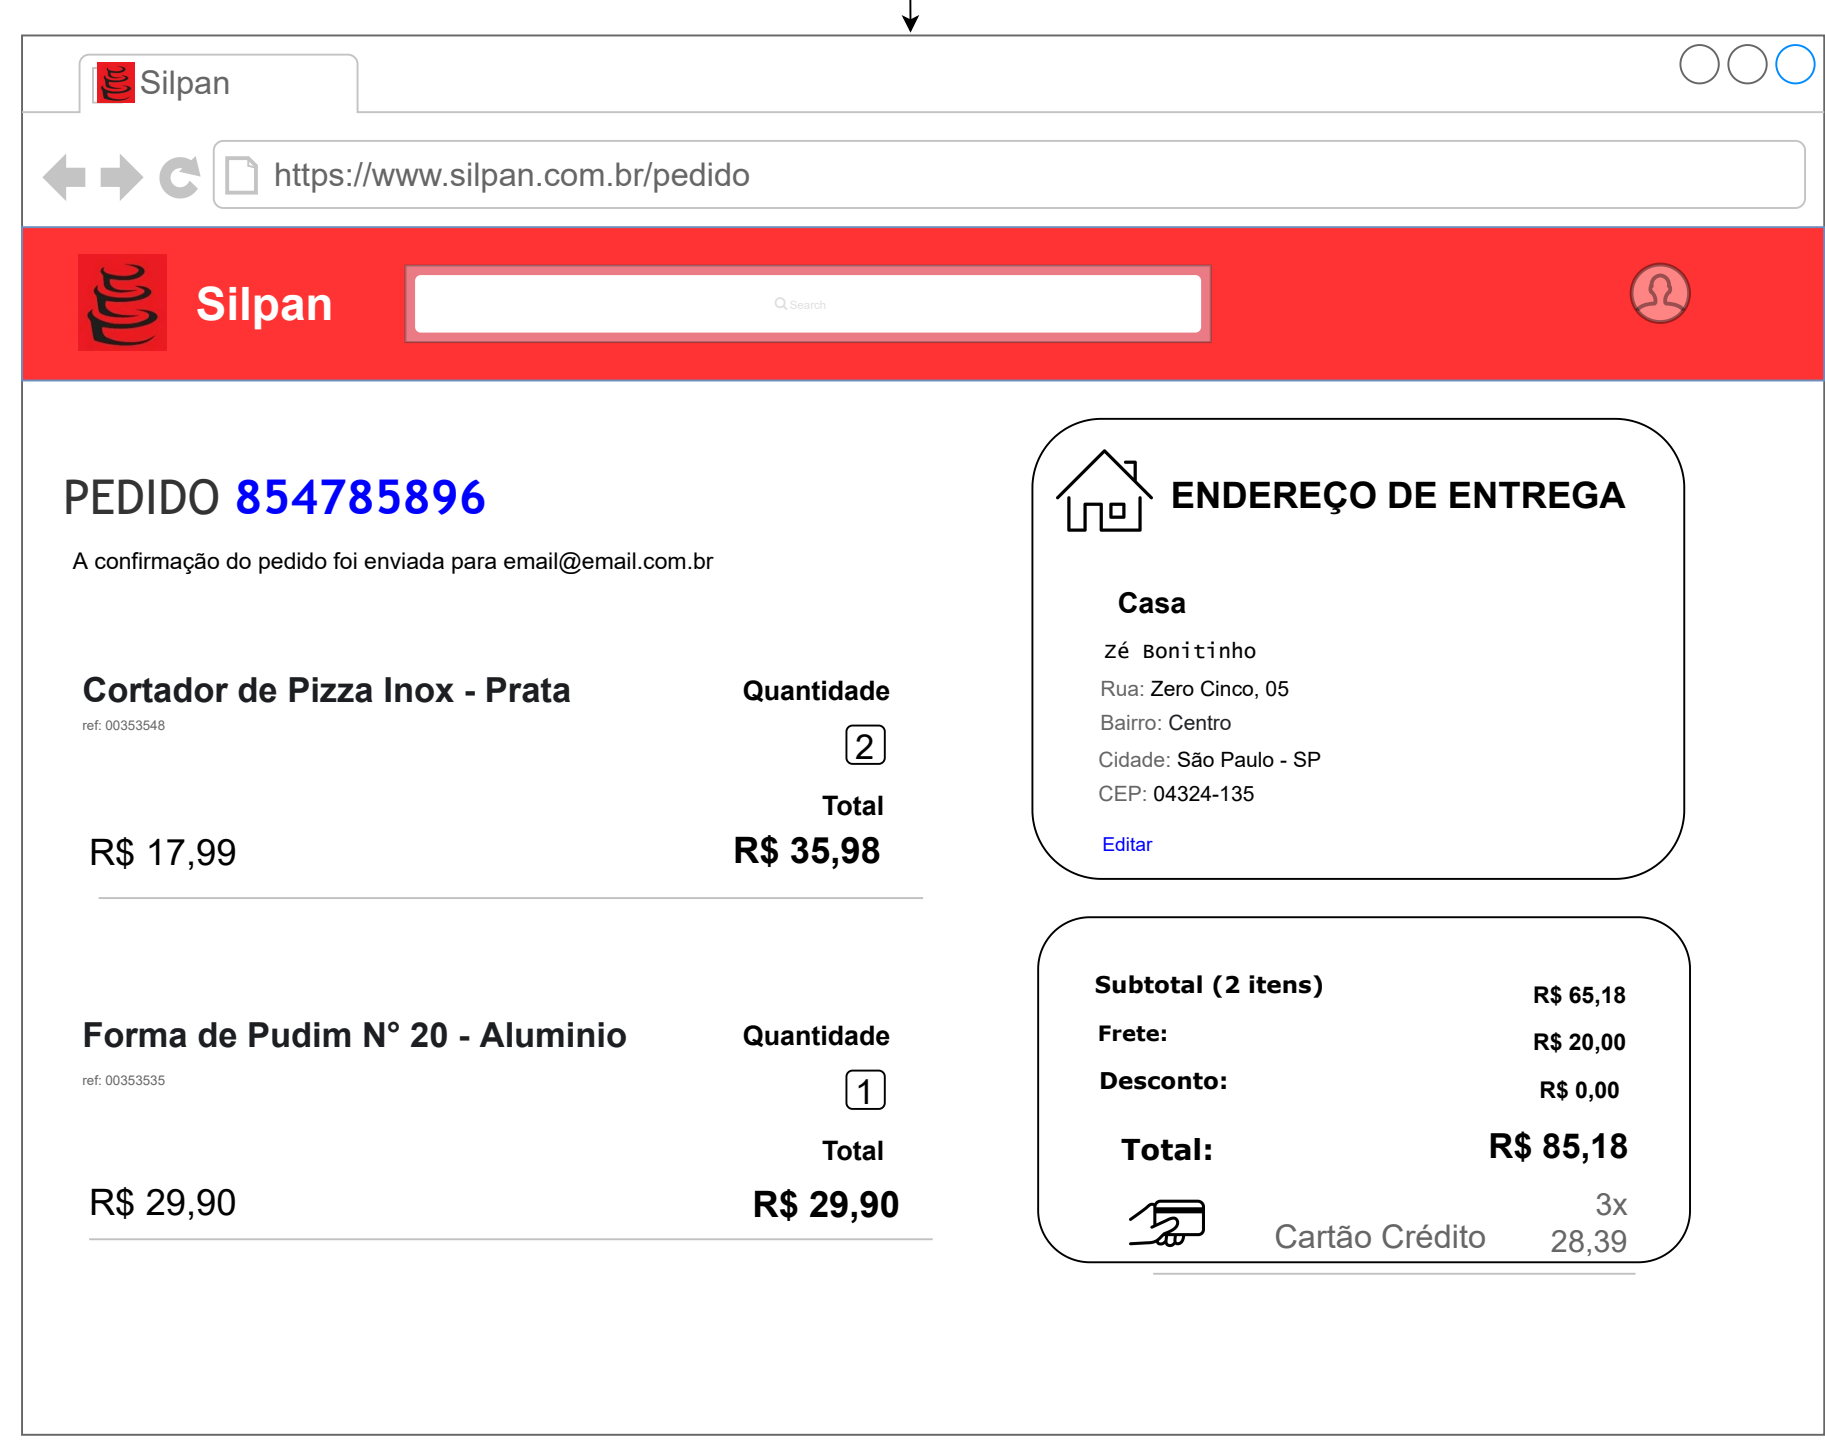 Silpan
https://www.silpan.com.br/pedido
Silpan
Search
PEDIDO 854785896
A confirmação do pedido foi enviada para email@email.com.br
Cortador de Pizza Inox - Prata
ref: 00353548
Quantidade
2
Total
R$ 17,99
R$ 35,98
Forma de Pudim N° 20 - Aluminio
ref: 00353535
Quantidade
1
Total
R$ 29,90
R$ 29,90
ENDEREÇO DE ENTREGA
Casa
Zé Bonitinho
Rua: Zero Cinco, 05
Bairro: Centro
Cidade: São Paulo - SP
CEP: 04324-135
Editar
Subtotal (2 itens)
R$ 65,18
Frete:
R$ 20,00
Desconto:
R$ 0,00
Total:
R$ 85,18
Cartão Crédito
3x
28,39